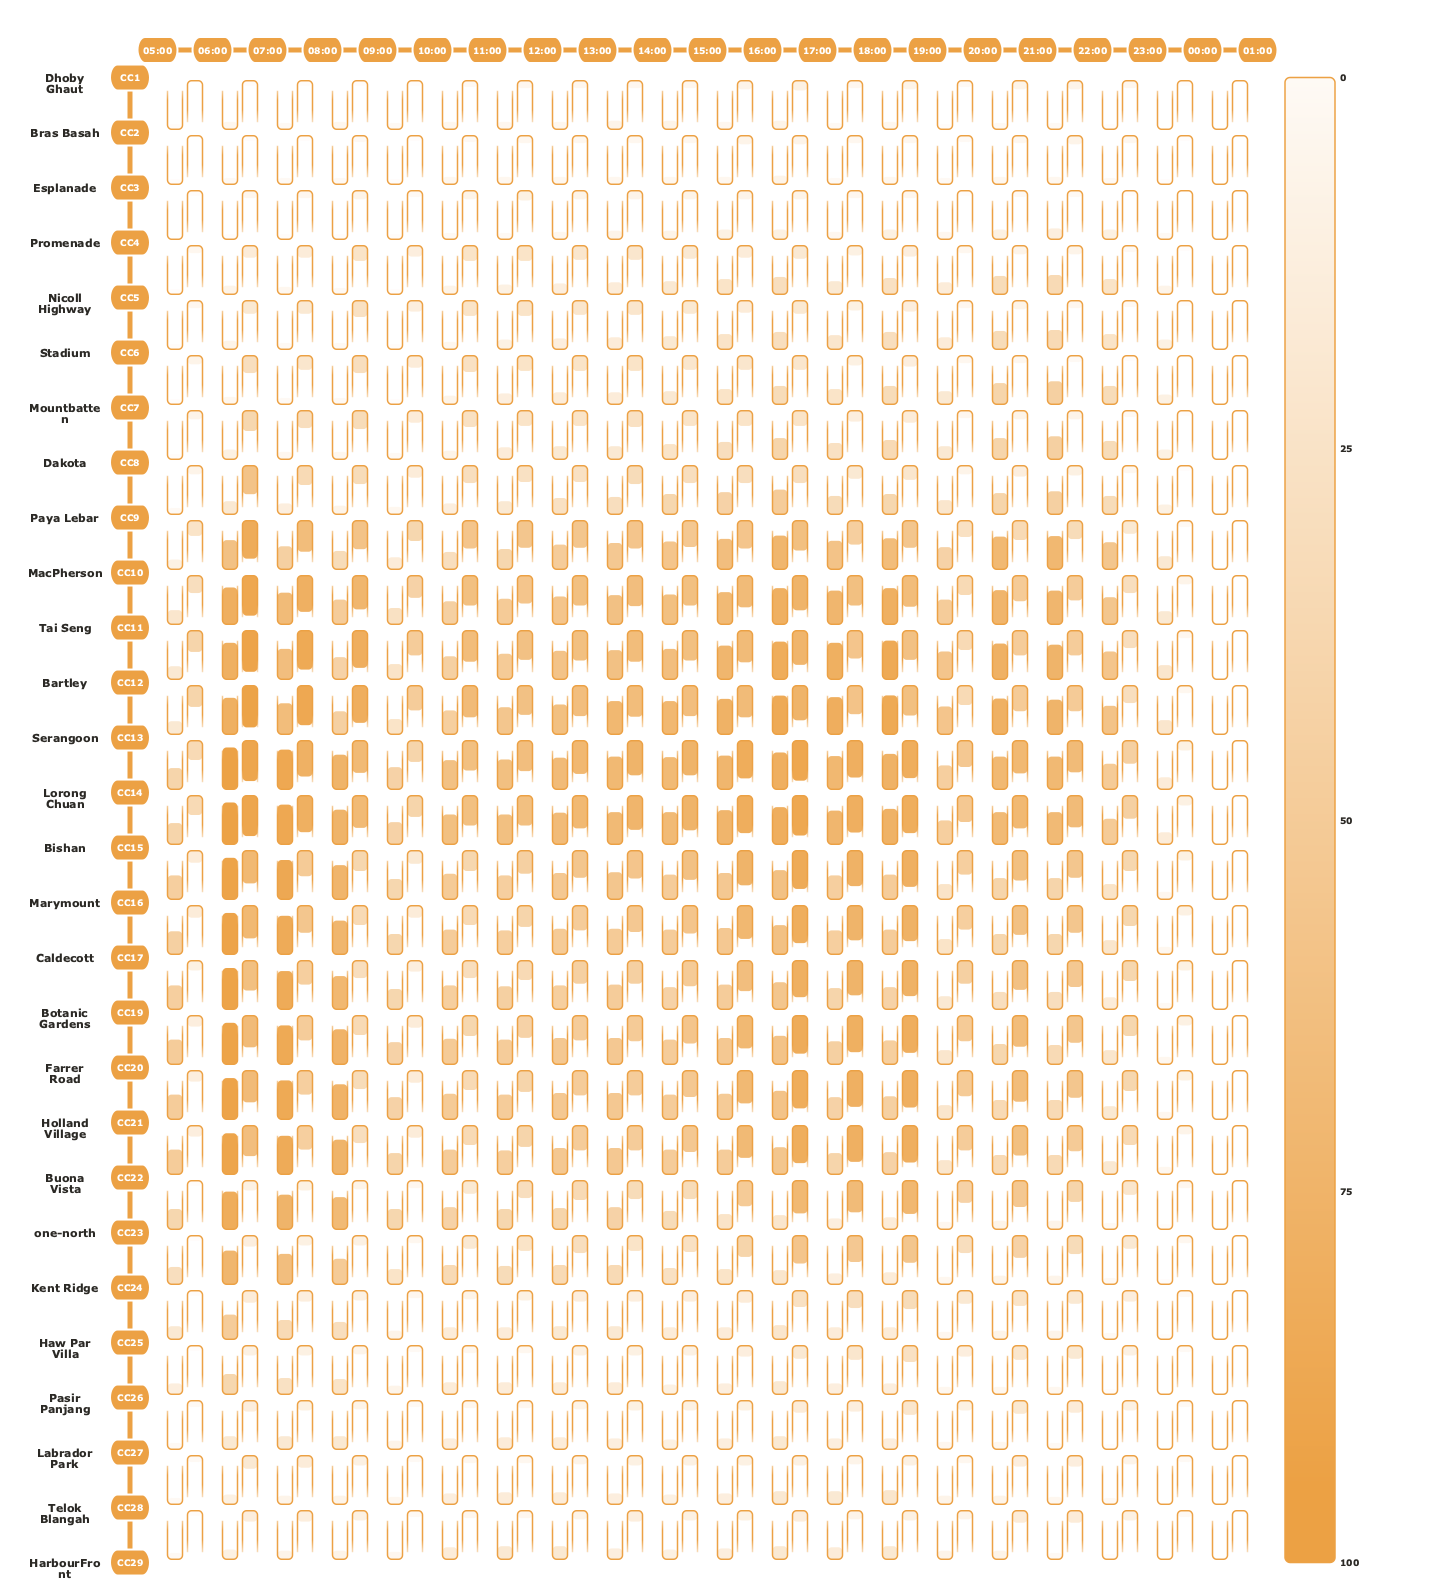 05:00 06:00 07:00 08:00 09:00 10:00 11:00 12:00 13:00 14:00 15:00 16:00 17:00 18:00 19:00 20:00 21:00 22:00 23:00 00:00 01:00
Dhoby
Ghaut
CC1
0
Bras Basah CC2
Esplanade CC3
Promenade CC4
Nicoll
Highway
CC5
Stadium CC6
Mountbatte
n
CC7
25
Dakota CC8
Paya Lebar CC9
MacPherson CC10
Tai Seng CC11
Bartley CC12
Serangoon CC13
Lorong
Chuan
CC14
50
Bishan CC15
Marymount CC16
Caldecott CC17
Botanic
Gardens
CC19
Farrer
Road
CC20
Holland
Village
CC21
Buona
Vista
CC22
75
one-north CC23
Kent Ridge CC24
Haw Par
Villa
CC25
Pasir
Panjang
CC26
Labrador
Park
CC27
Telok
Blangah
CC28
HarbourFro
nt
CC29
100